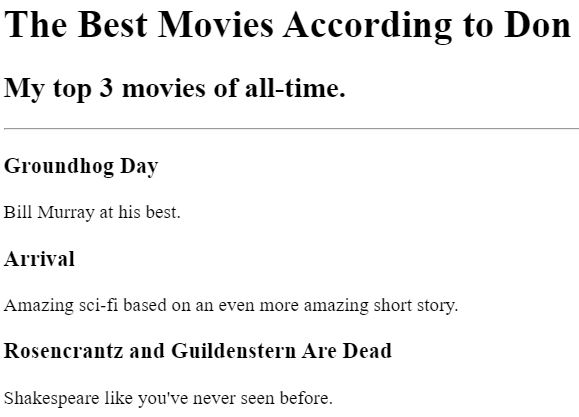 The Best Movies According to Don
My top 3 movies of all-time.
Groundhog Day
Bill Murray at his best.
Arrival
Amazing sci-fi based on an even more amazing short story.
Rosencrantz and Guildenstern Are Dead
Shakespeare like you've never seen before.